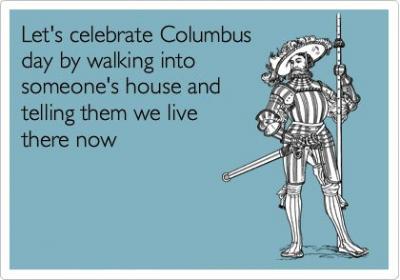 Let's celebrate Columbus
day by walking into
someone's house and
telling them we live
there now